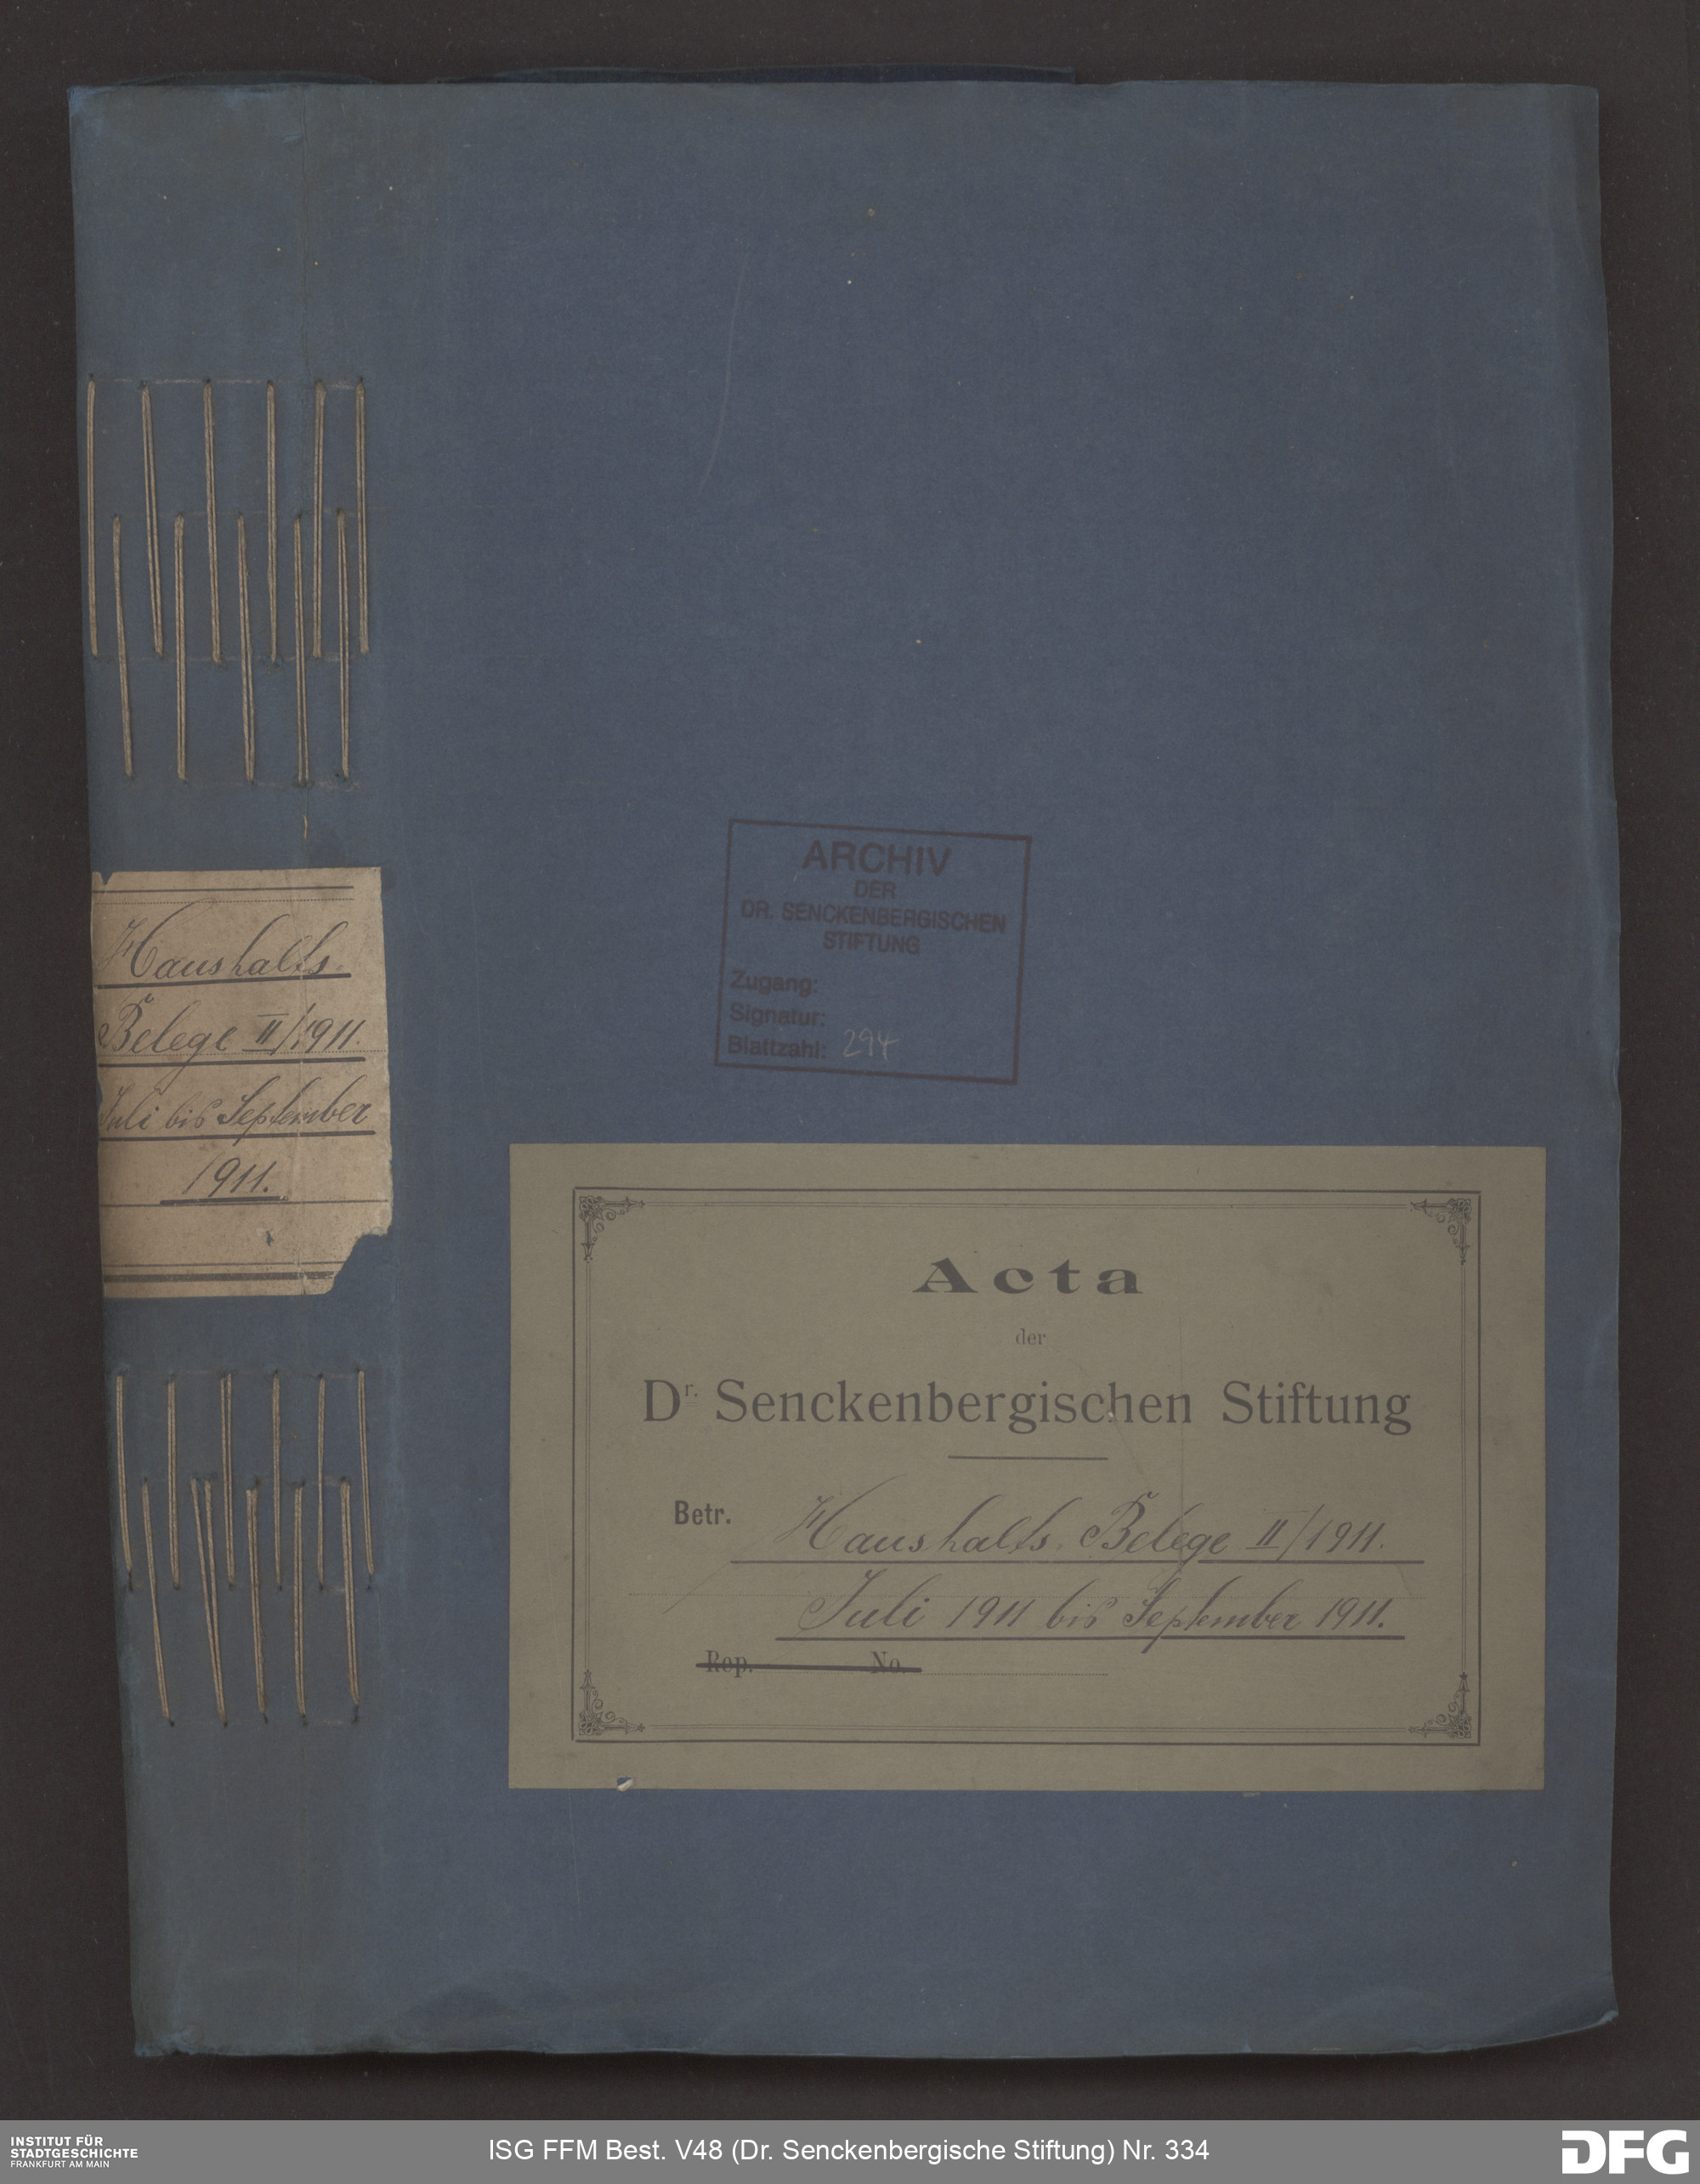 Haushalts.
Belege II/1911.
Juli bis September
1911.
ARCHIV
DER
DR. SENCKENBERGISCHEN
STIFTUNG
Zugang:
Signatur:
Blattzahl: 294
Acta
der
Dr. Senckenbergischen Stiftung
Betr. Haushalts. Belege II/1911.
Juli 1911 bis September 1911.
Rep. No.
INSTITUT FÜR
STADTGESCHICHTE
FRANKFURT AM MAIN
ISG FFM Best. V48 (Dr. Senckenbergische Stiftung) Nr. 334
DFG